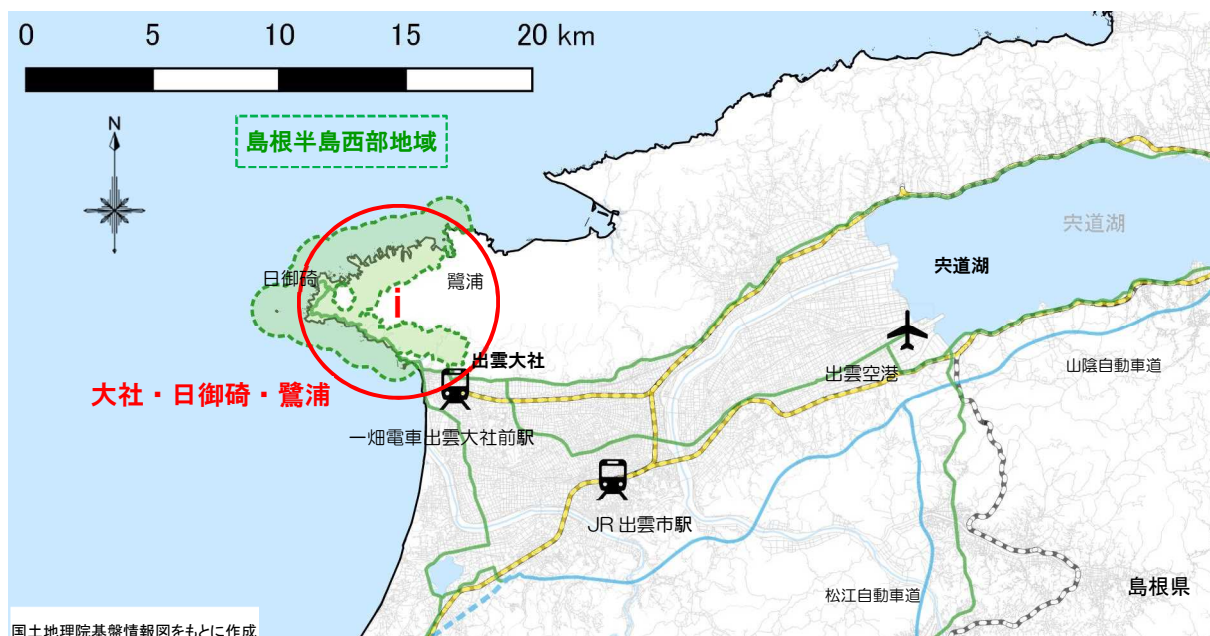 0 5 10 15 20 km
N
島根半島西部地域
宍道湖
日御碕
鷺浦
宍道湖
i
出雲大社
山陰自動車道
出雲空港
大社・日御碕・鷺浦
一畑電車出雲大社前駅
JR 出雲市駅
島根県
松江自動車道
国土地理院基盤情報図をもとに作成